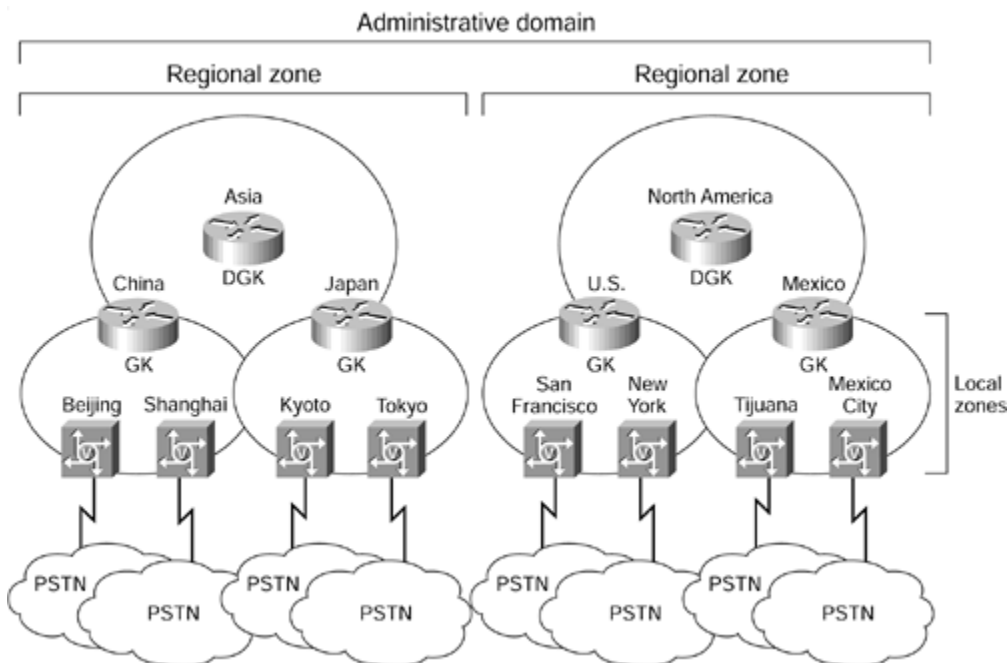 Administrative domain
Regional zone
Regional zone
Asia
DGK
North America
DGK
China
GK
Japan
GK
U.S.
GK
Mexico
GK
Local
zones
Beijing
Shanghai
Kyoto
Tokyo
San
Francisco
New
York
Tijuana
Mexico
City
V
V
V
V
V
V
V
V
PSTN
PSTN
PSTN
PSTN
PSTN
PSTN
PSTN
PSTN